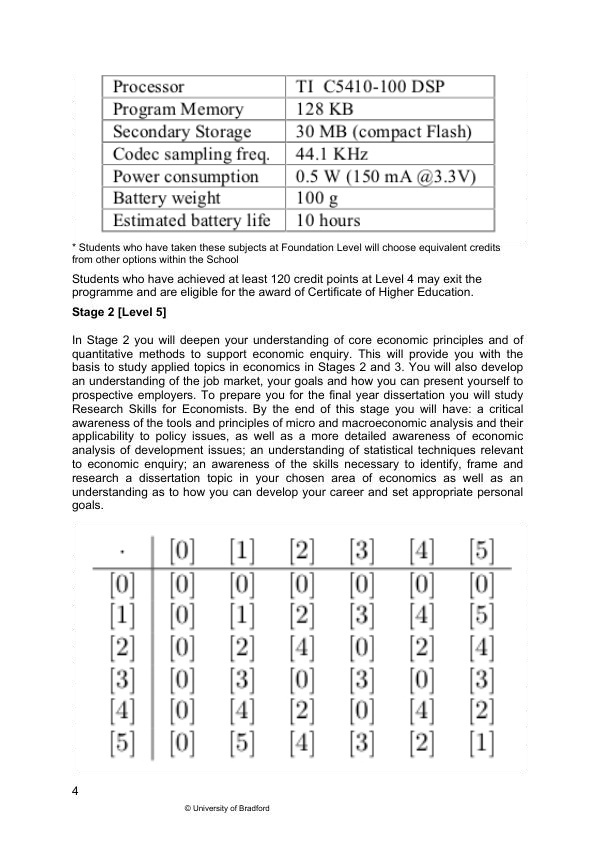 Processor TI C5410-100 DSP
Program Memory 128 KB
Secondary Storage 30 MB (compact Flash)
Codec sampling freq. 44.1 KHz
Power consumption 0.5 W (150 mA @3.3V)
Battery weight 100 g
Estimated battery life 10 hours
* Students who have taken these subjects at Foundation Level will choose equivalent credits
from other options within the School
Students who have achieved at least 120 credit points at Level 4 may exit the
programme and are eligible for the award of Certificate of Higher Education.
Stage 2 [Level 5]
In Stage 2 you will deepen your understanding of core economic principles and of
quantitative methods to support economic enquiry. This will provide you with the
basis to study applied topics in economics in Stages 2 and 3. You will also develop
an understanding of the job market, your goals and how you can present yourself to
prospective employers. To prepare you for the final year dissertation you will study
Research Skills for Economists. By the end of this stage you will have: a critical
awareness of the tools and principles of micro and macroeconomic analysis and their
applicability to policy issues, as well as a more detailed awareness of economic
analysis of development issues; an understanding of statistical techniques relevant
to economic enquiry; an awareness of the skills necessary to identify, frame and
research a dissertation topic in your chosen area of economics as well as an
understanding as to how you can develop your career and set appropriate personal
goals.
· [0] [1] [2] [3] [4] [5]
[0] [0] [0] [0] [0] [0] [0]
[1] [0] [1] [2] [3] [4] [5]
[2] [0] [2] [4] [0] [2] [4]
[3] [0] [3] [0] [3] [0] [3]
[4] [0] [4] [2] [0] [4] [2]
[5] [0] [5] [4] [3] [2] [1]
4
© University of Bradford